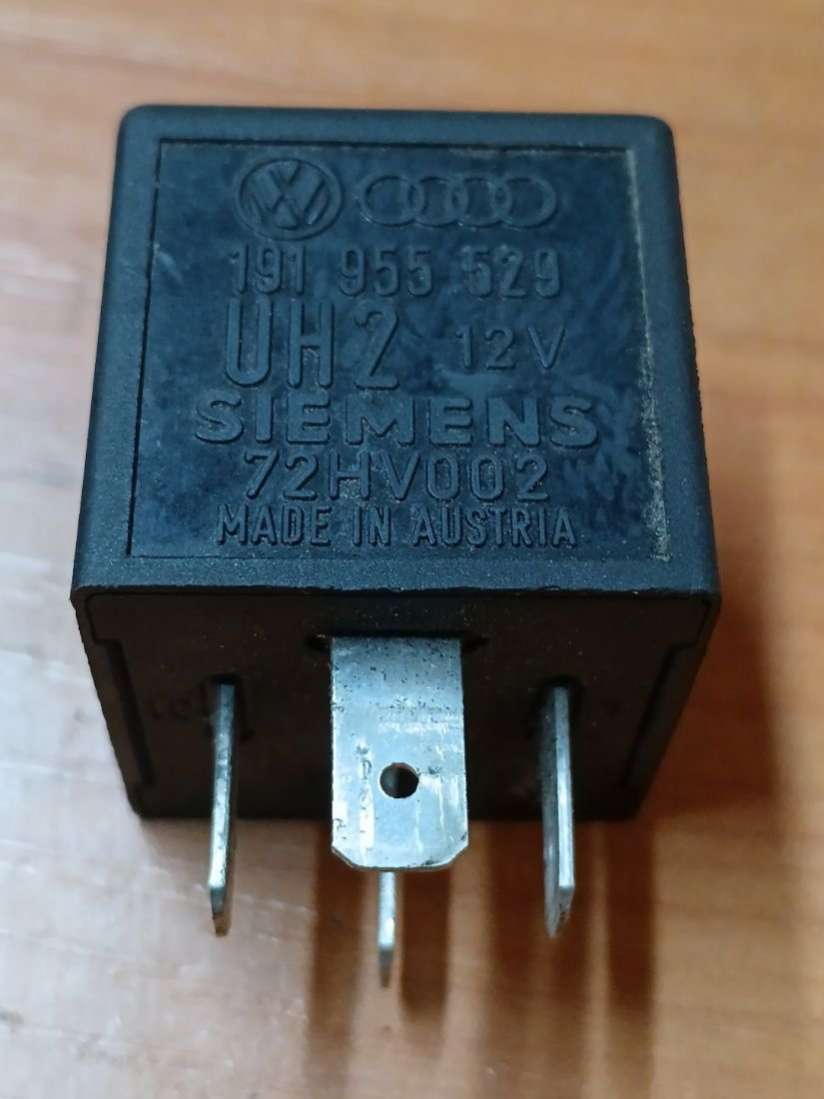 191 955 529
UH2 12V
SIEMENS
72HV002
MADE IN AUSTRIA